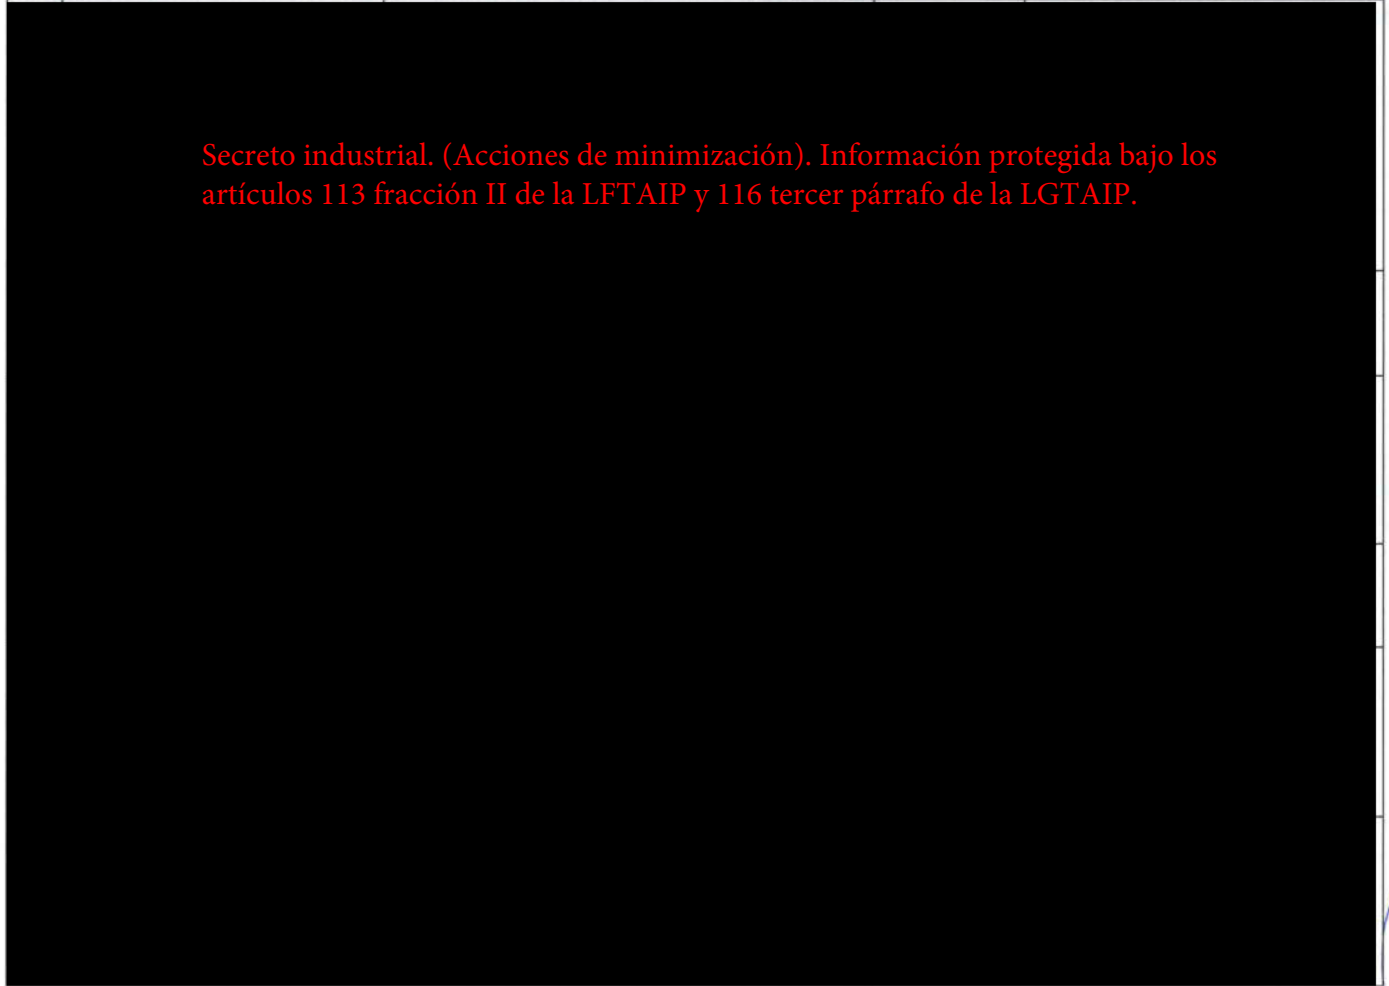 Secreto industrial. (Acciones de minimización). Información protegida bajo los
artículos 113 fracción II de la LFTAIP y 116 tercer párrafo de la LGTAIP.